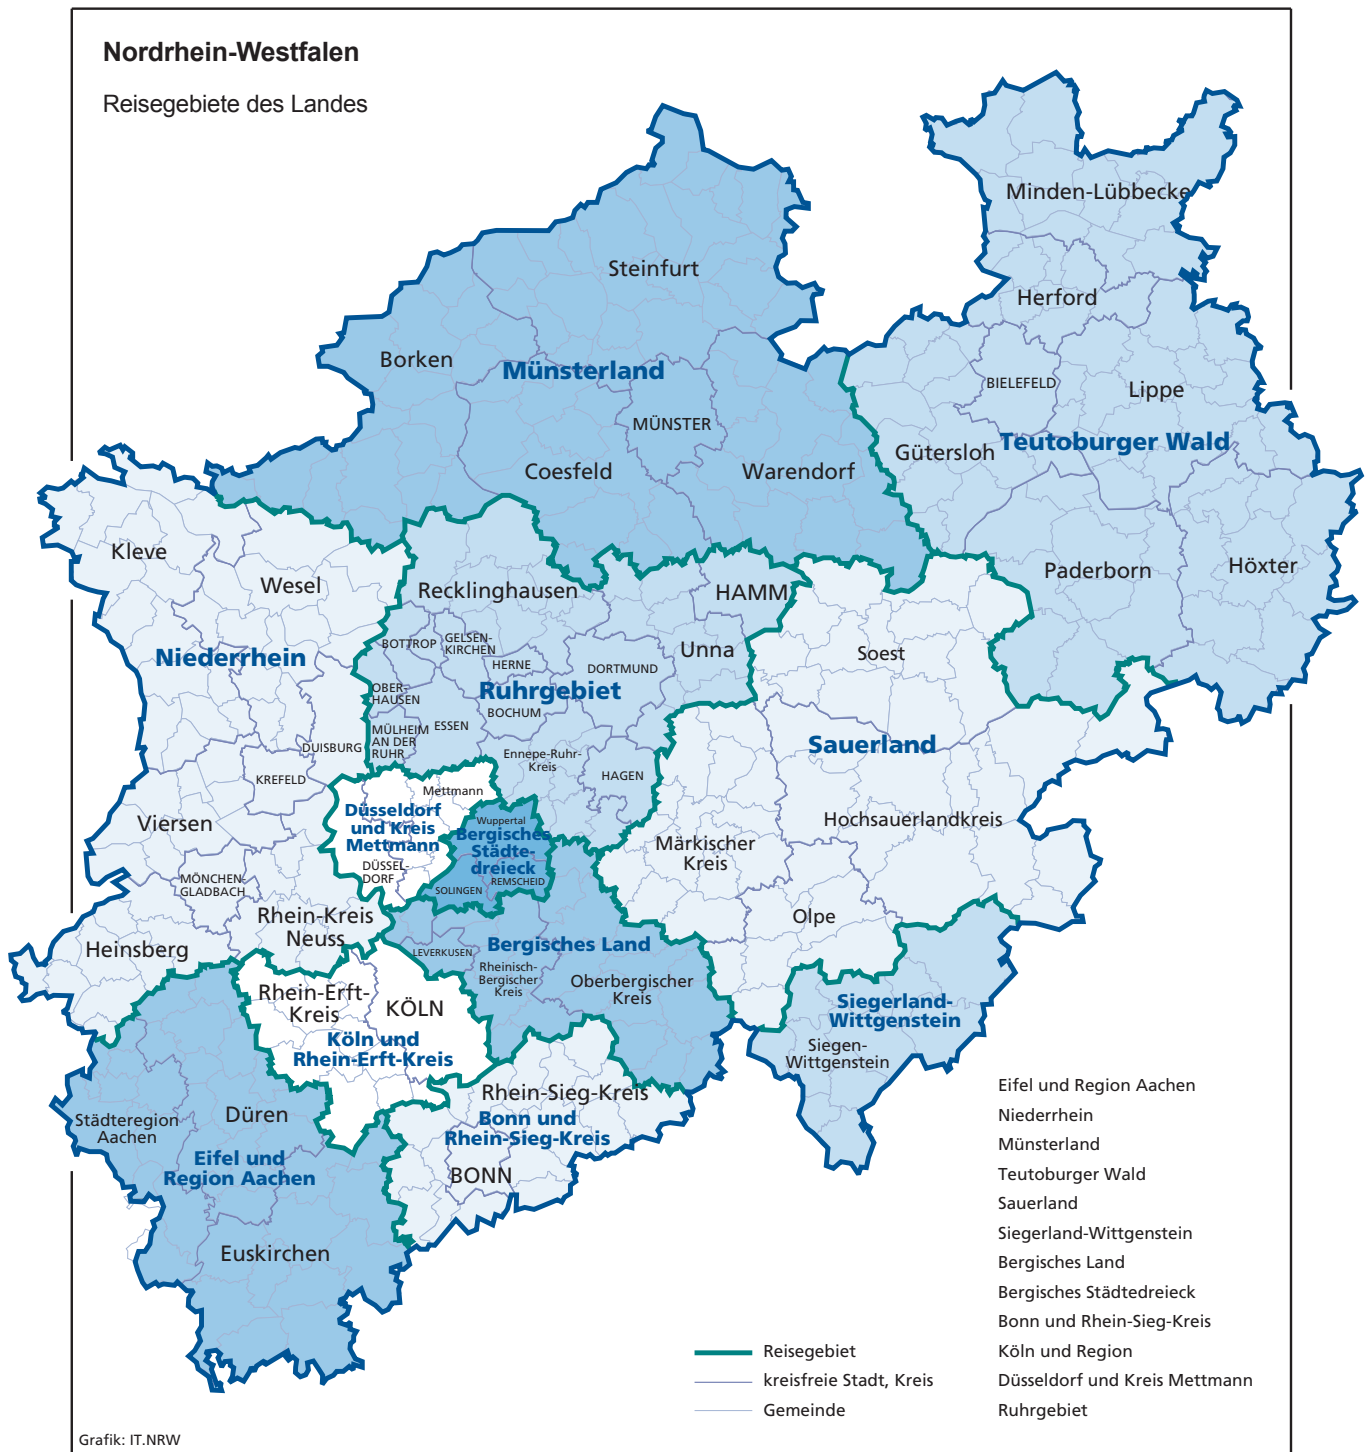 Nordrhein-Westfalen
Reisegebiete des Landes
Minden-Lübbecke
Steinfurt
Herford
Borken
Münsterland
BIELEFELD
Lippe
MÜNSTER
Gütersloh
Teutoburger Wald
Coesfeld
Warendorf
Kleve
Wesel
Recklinghausen
HAMM
Paderborn
Höxter
Niederrhein
BOTTROP
GELSEN-
KIRCHEN
HERNE
DORTMUND
Unna
Soest
OBER-
HAUSEN
Ruhrgebiet
BOCHUM
ESSEN
MÜLHEIM
AN DER
RUHR
DUISBURG
Sauerland
KREFELD
Ennepe-Ruhr-
Kreis
HAGEN
Mettmann
Düsseldorf
und Kreis
Mettmann
Viersen
Wuppertal
Bergisches
Städte-
dreieck
Hochsauerlandkreis
Märkischer
Kreis
DÜSSEL-
DORF
SOLINGEN
REMSCHEID
MÖNCHEN-
GLADBACH
Rhein-Kreis
Neuss
Olpe
Heinsberg
LEVERKUSEN
Bergisches Land
Rheinisch-
Bergischer
Kreis
Oberbergischer
Kreis
Rhein-Erft-
Kreis
KÖLN
Siegerland-
Wittgenstein
Köln und
Rhein-Erft-Kreis
Siegen-
Wittgenstein
Rhein-Sieg-Kreis
Städteregion
Aachen
Düren
Bonn und
Rhein-Sieg-Kreis
Eifel und
Region Aachen
BONN
Euskirchen
Eifel und Region Aachen
Niederrhein
Münsterland
Teutoburger Wald
Sauerland
Siegerland-Wittgenstein
Bergisches Land
Bergisches Städtedreieck
Bonn und Rhein-Sieg-Kreis
Köln und Region
Düsseldorf und Kreis Mettmann
Ruhrgebiet
Reisegebiet
kreisfreie Stadt, Kreis
Gemeinde
Grafik: IT.NRW